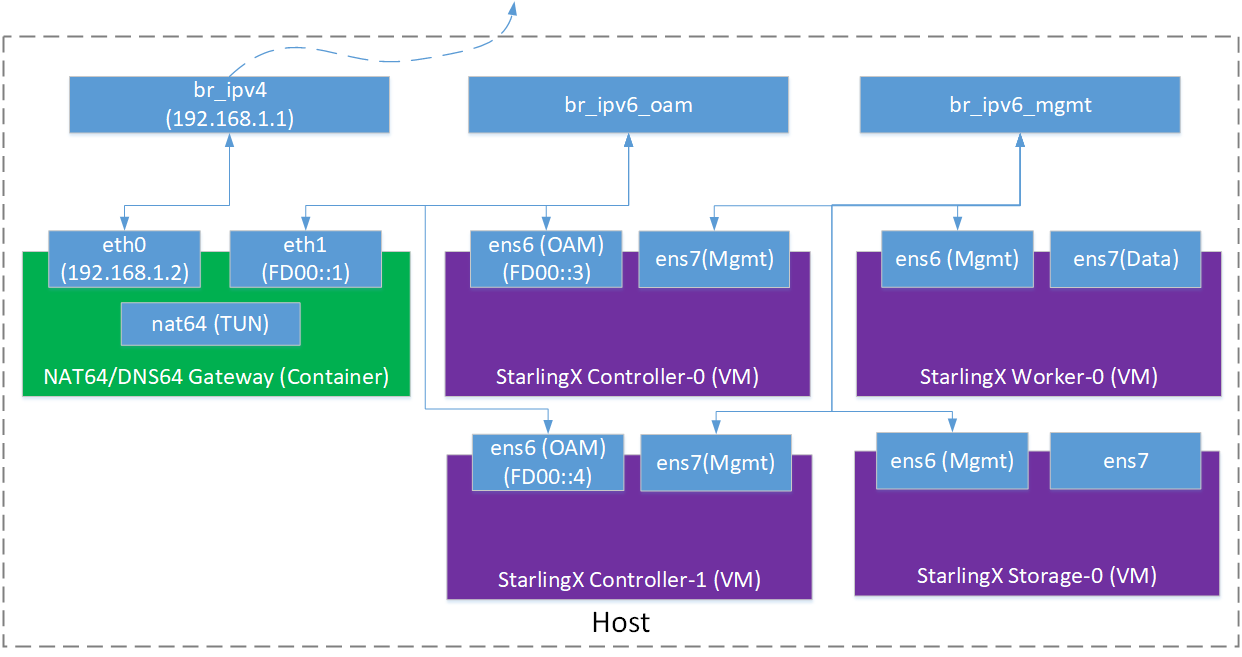 br_ipv4
(192.168.1.1)
br_ipv6_oam
br_ipv6_mgmt
eth0
(192.168.1.2)
eth1
(FD00::1)
ens6 (OAM)
(FD00::3)
ens7(Mgmt)
ens6 (Mgmt)
ens7(Data)
nat64 (TUN)
NAT64/DNS64 Gateway (Container)
StarlingX Controller-0 (VM)
StarlingX Worker-0 (VM)
ens6 (OAM)
(FD00::4)
ens7(Mgmt)
ens6 (Mgmt)
ens7
StarlingX Controller-1 (VM)
StarlingX Storage-0 (VM)
Host